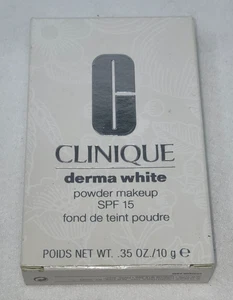 CLINIQUE
derma white
powder makeup
SPF 15
fond de teint poudre
POIDS NET WT. .35 OZ./10 g ℮